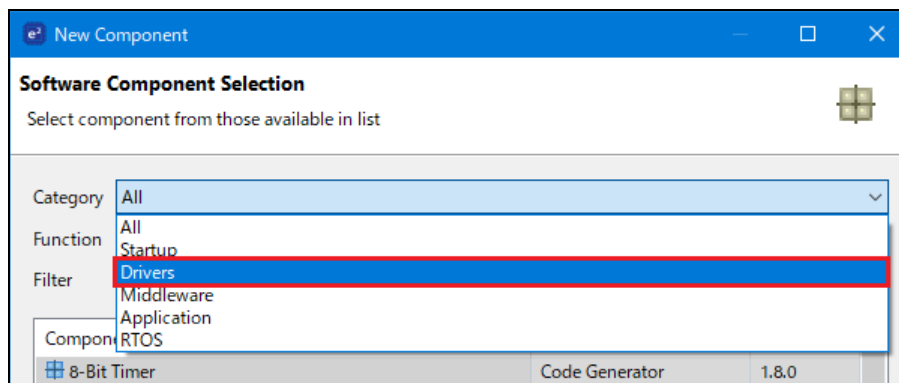 e² New Component
Software Component Selection
Select component from those available in list
Category All
All
Function
Startup
Drivers
Filter
Middleware
Application
RTOS
Compone
8-Bit Timer Code Generator 1.8.0